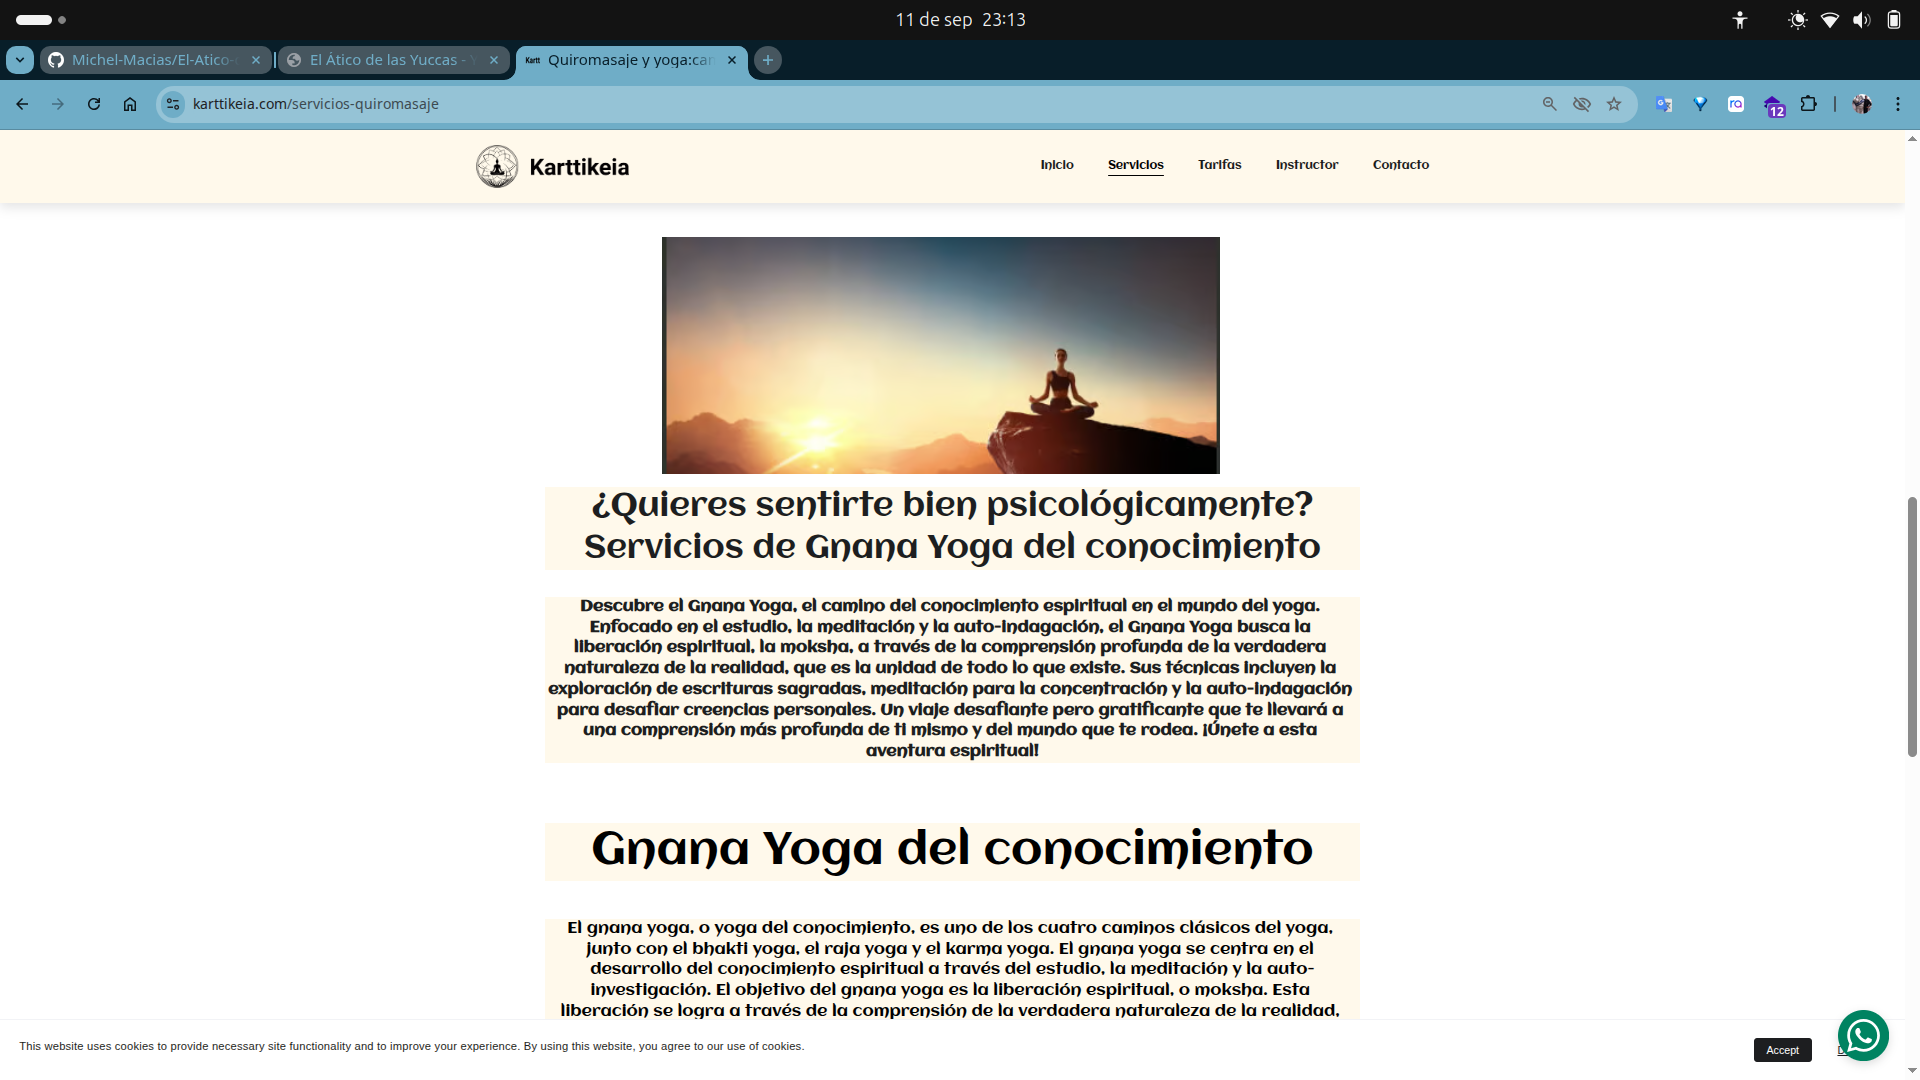 11 de sep 23:13
Michel-Macias/El-Atico-
El Ático de las Yuccas -
Kartt
Quiromasaje y yoga:car
karttikeia.com/servicios-quiromasaje
12
Karttikeia
Inicio
Servicios
Tarifas
Instructor
Contacto
¿Quieres sentirte bien psicológicamente?
Servicios de Gnana Yoga del conocimiento
Descubre el Gnana Yoga, el camino del conocimiento espiritual en el mundo del yoga.
Enfocado en el estudio, la meditación y la auto-indagación, el Gnana Yoga busca la
liberación espiritual, la moksha, a través de la comprensión profunda de la verdadera
naturaleza de la realidad, que es la unidad de todo lo que existe. Sus técnicas incluyen la
exploración de escrituras sagradas, meditación para la concentración y la auto-indagación
para desafiar creencias personales. Un viaje desafiante pero gratificante que te llevará a
una comprensión más profunda de ti mismo y del mundo que te rodea. ¡Únete a esta
aventura espiritual!
Gnana Yoga del conocimiento
El gnana yoga, o yoga del conocimiento, es uno de los cuatro caminos clásicos del yoga,
junto con el bhakti yoga, el raja yoga y el karma yoga. El gnana yoga se centra en el
desarrollo del conocimiento espiritual a través del estudio, la meditación y la auto-
investigación. El objetivo del gnana yoga es la liberación espiritual, o moksha. Esta
liberación se logra a través de la comprensión de la verdadera naturaleza de la realidad,
This website uses cookies to provide necessary site functionality and to improve your experience. By using this website, you agree to our use of cookies.
Accept